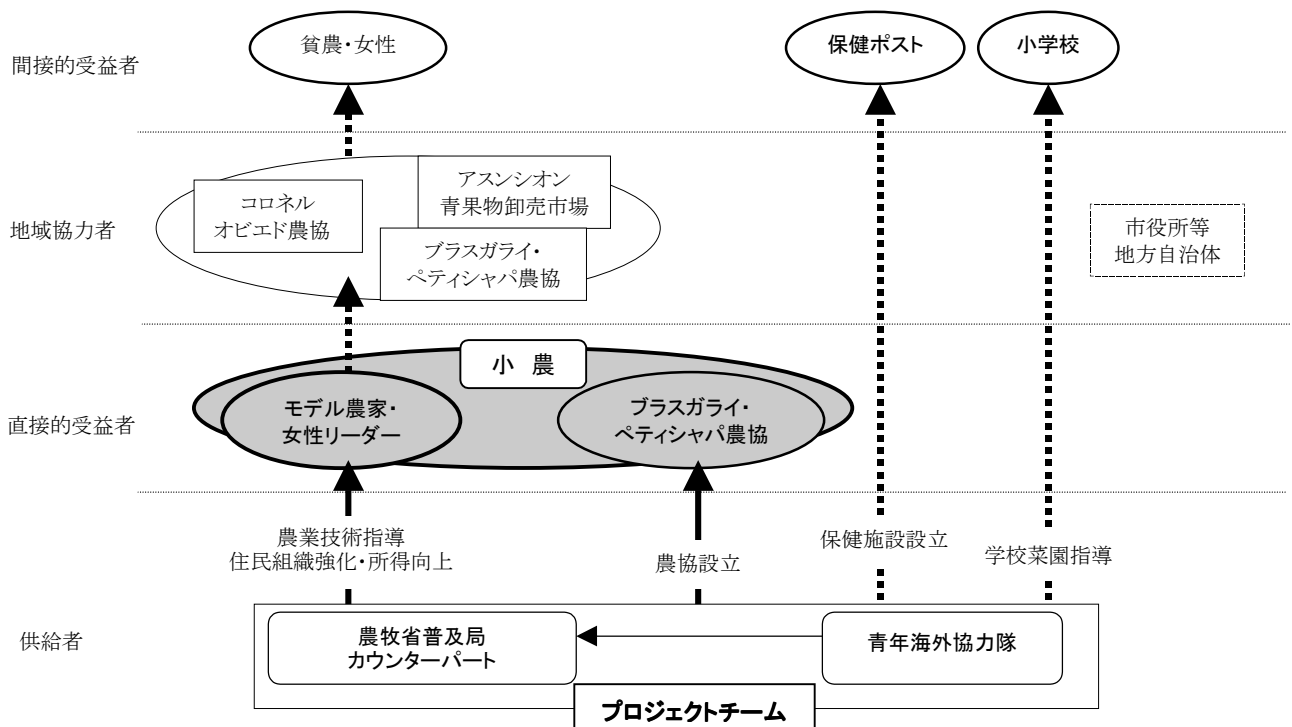 貧農・女性
保健ポスト
小学校
間接的受益者
コロネル
オビエド農協
アスンシオン
青果物卸売市場
ブラスガライ・
ペティシャパ農協
地域協力者
市役所等
地方自治体
小 農
モデル農家・
女性リーダー
ブラスガライ・
ペティシャパ農協
直接的受益者
農業技術指導
住民組織強化・所得向上
農協設立
保健施設設立
学校菜園指導
供給者
農牧省普及局
カウンターパート
青年海外協力隊
プロジェクトチーム